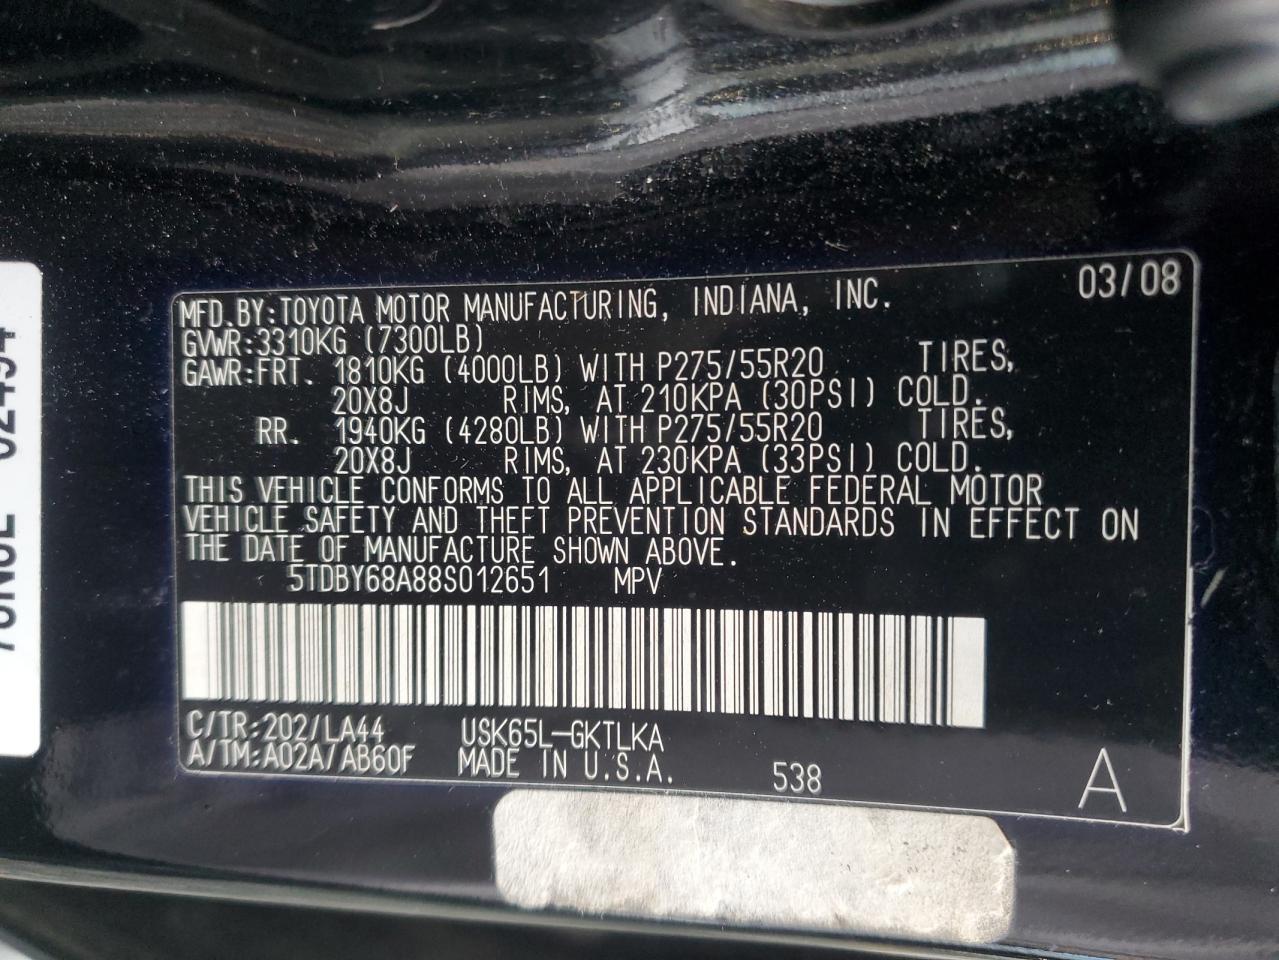 03/08
MFD.BY:TOYOTA MOTOR MANUFACTURING, INDIANA, INC.
GVWR:3310KG (7300LB)
GAWR:FRT. 1810KG (4000LB) WITH P275/55R20 TIRES,
20X8J RIMS, AT 210KPA (30PSI) COLD.
RR. 1940KG (4280LB) WITH P275/55R20 TIRES,
20X8J RIMS, AT 230KPA (33PSI) COLD.
THIS VEHICLE CONFORMS TO ALL APPLICABLE FEDERAL MOTOR
VEHICLE SAFETY AND THEFT PREVENTION STANDARDS IN EFFECT ON
THE DATE OF MANUFACTURE SHOWN ABOVE.
5TDBY68A88S012651 MPV
C/TR:202/LA44 USK65L-GKTLKA
A/TM:A02A/AB60F MADE IN U.S.A. 538 A